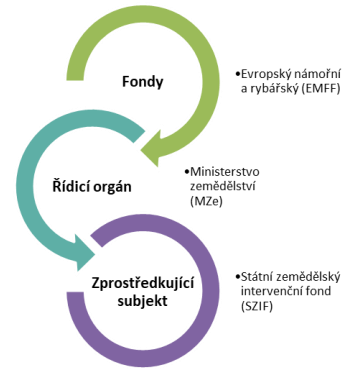 Fondy
•Evropský námořní
a rybářský (EMFF)
Řídicí orgán
•Ministerstvo
zemědělství
(MZe)
Zprostředkující
subjekt
•Státní zemědělský
intervenční fond
(SZIF)